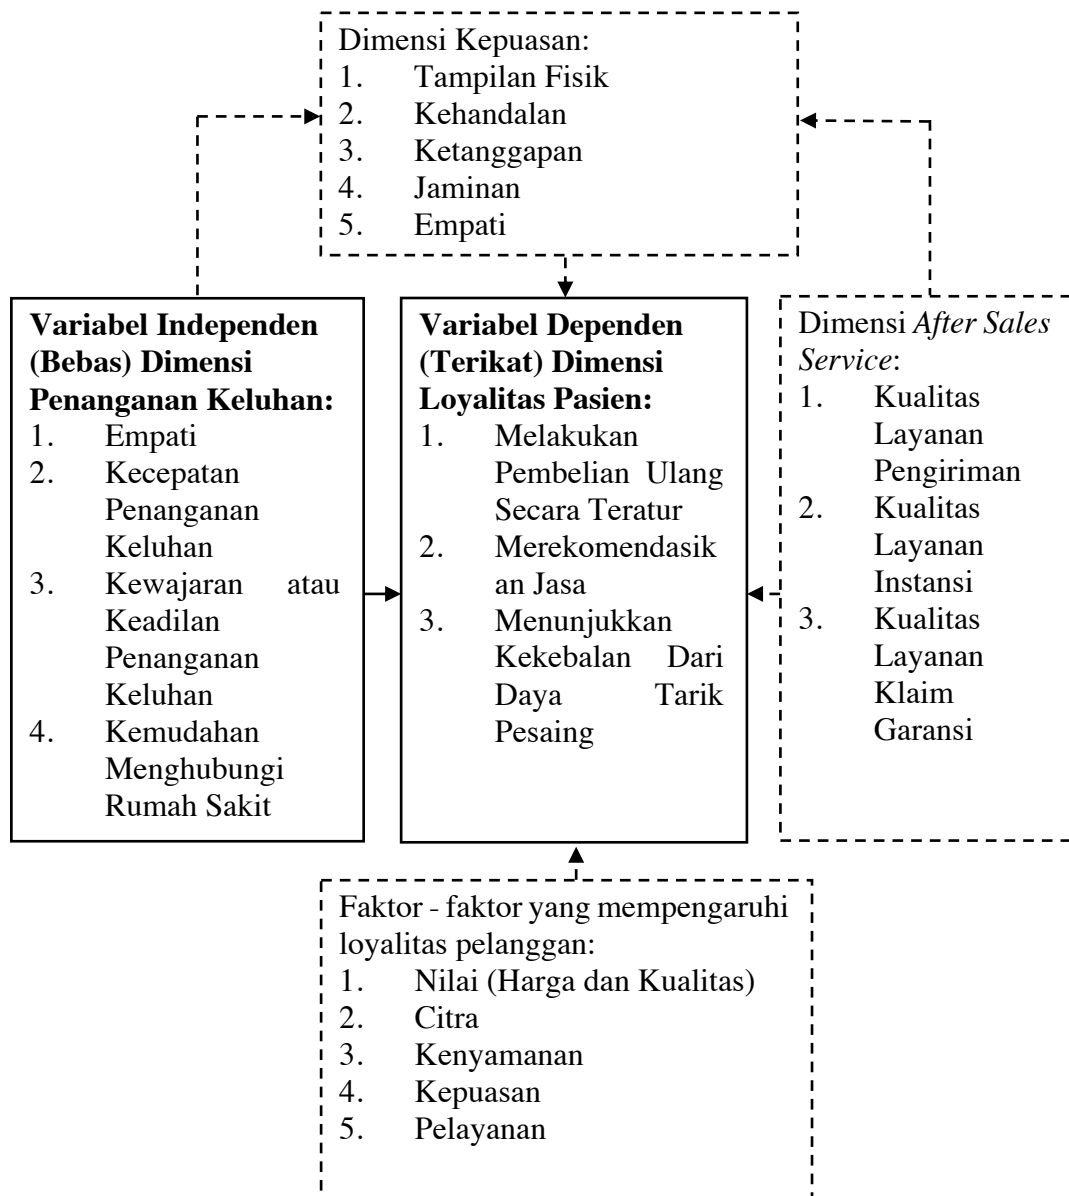 Dimensi Kepuasan:
1. Tampilan Fisik
2. Kehandalan
3. Ketanggapan
4. Jaminan
5. Empati
Variabel Independen
(Bebas) Dimensi
Penanganan Keluhan:
1. Empati
2. Kecepatan
Penanganan
Keluhan
3. Kewajaran atau
Keadilan
Penanganan
Keluhan
4. Kemudahan
Menghubungi
Rumah Sakit
Variabel Dependen
(Terikat) Dimensi
Loyalitas Pasien:
1. Melakukan
Pembelian Ulang
Secara Teratur
2. Merekomendasik
an Jasa
3. Menunjukkan
Kekebalan Dari
Daya Tarik
Pesaing
Dimensi After Sales
Service:
1. Kualitas
Layanan
Pengiriman
2. Kualitas
Layanan
Instansi
3. Kualitas
Layanan
Klaim
Garansi
Faktor - faktor yang mempengaruhi
loyalitas pelanggan:
1. Nilai (Harga dan Kualitas)
2. Citra
3. Kenyamanan
4. Kepuasan
5. Pelayanan